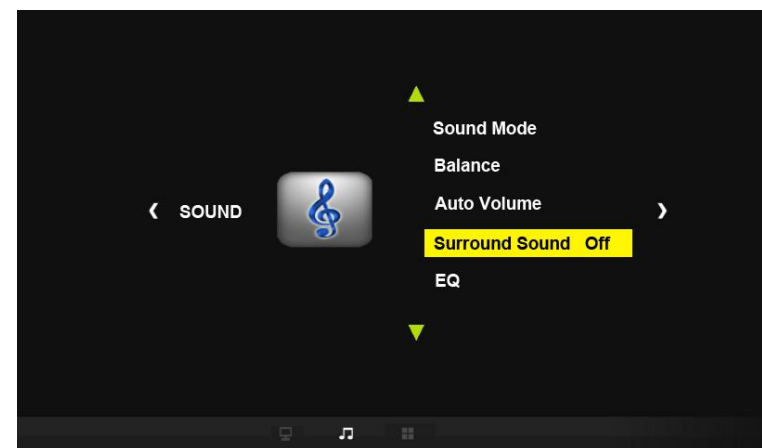 Sound Mode
Balance
Auto Volume
SOUND
Surround Sound Off
EQ